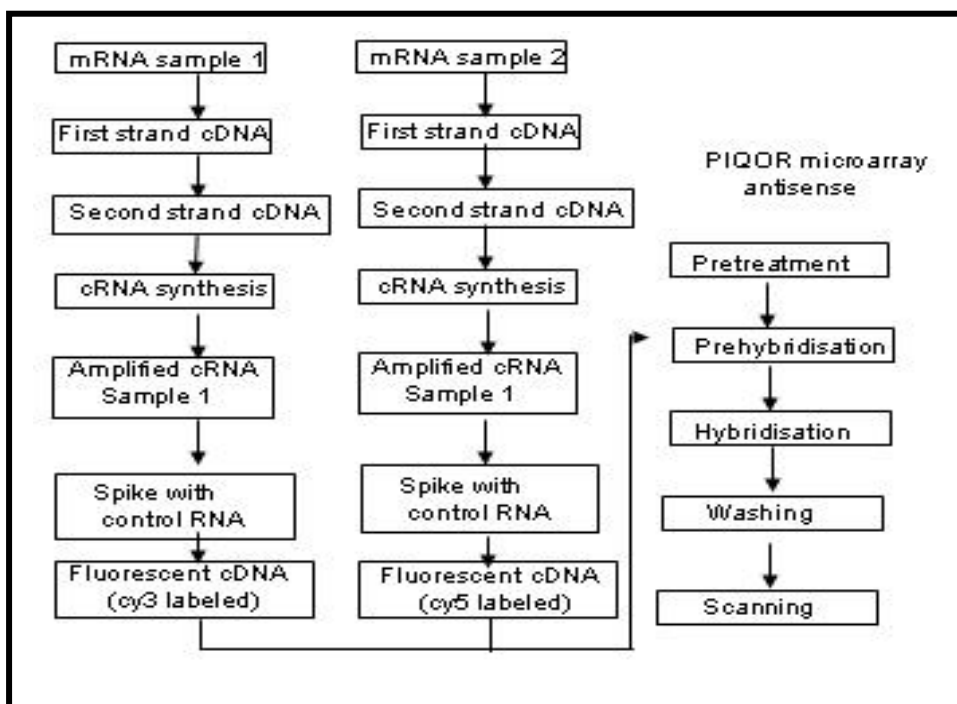 mRNA sample 1
First strand cDNA
Second strand cDNA
cRNA synthesis
Amplified cRNA
Sample 1
Spike with
control RNA
Fluorescent cDNA
(cy3 labeled)
mRNA sample 2
First strand cDNA
Second strand cDNA
cRNA synthesis
Amplified cRNA
Sample 1
Spike with
control RNA
Fluorescent cDNA
(cy5 labeled)
PIQOR microarray
antisense
Pretreatment
Prehybridisation
Hybridisation
Washing
Scanning